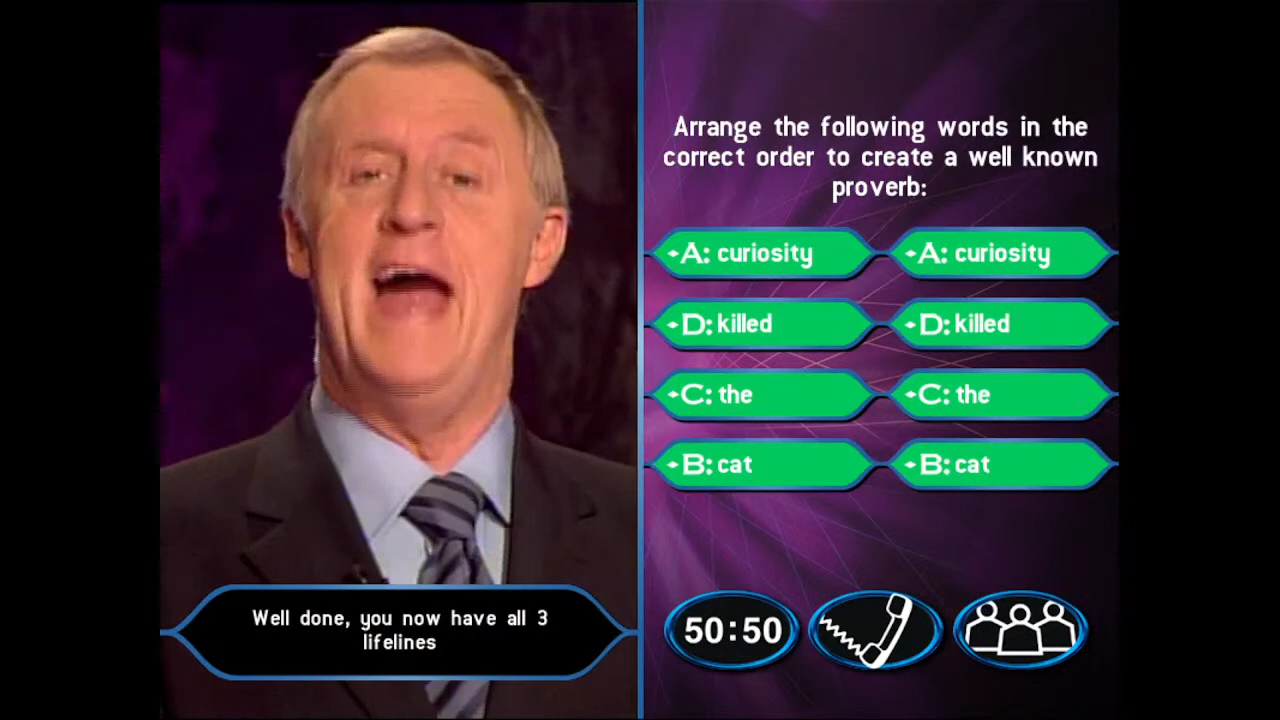 Arrange the following words in the
correct order to create a well known
proverb:
A: curiosity A: curiosity
D: killed D: killed
C: the C: the
B: cat B: cat
Well done, you now have all 3
lifelines
50:50